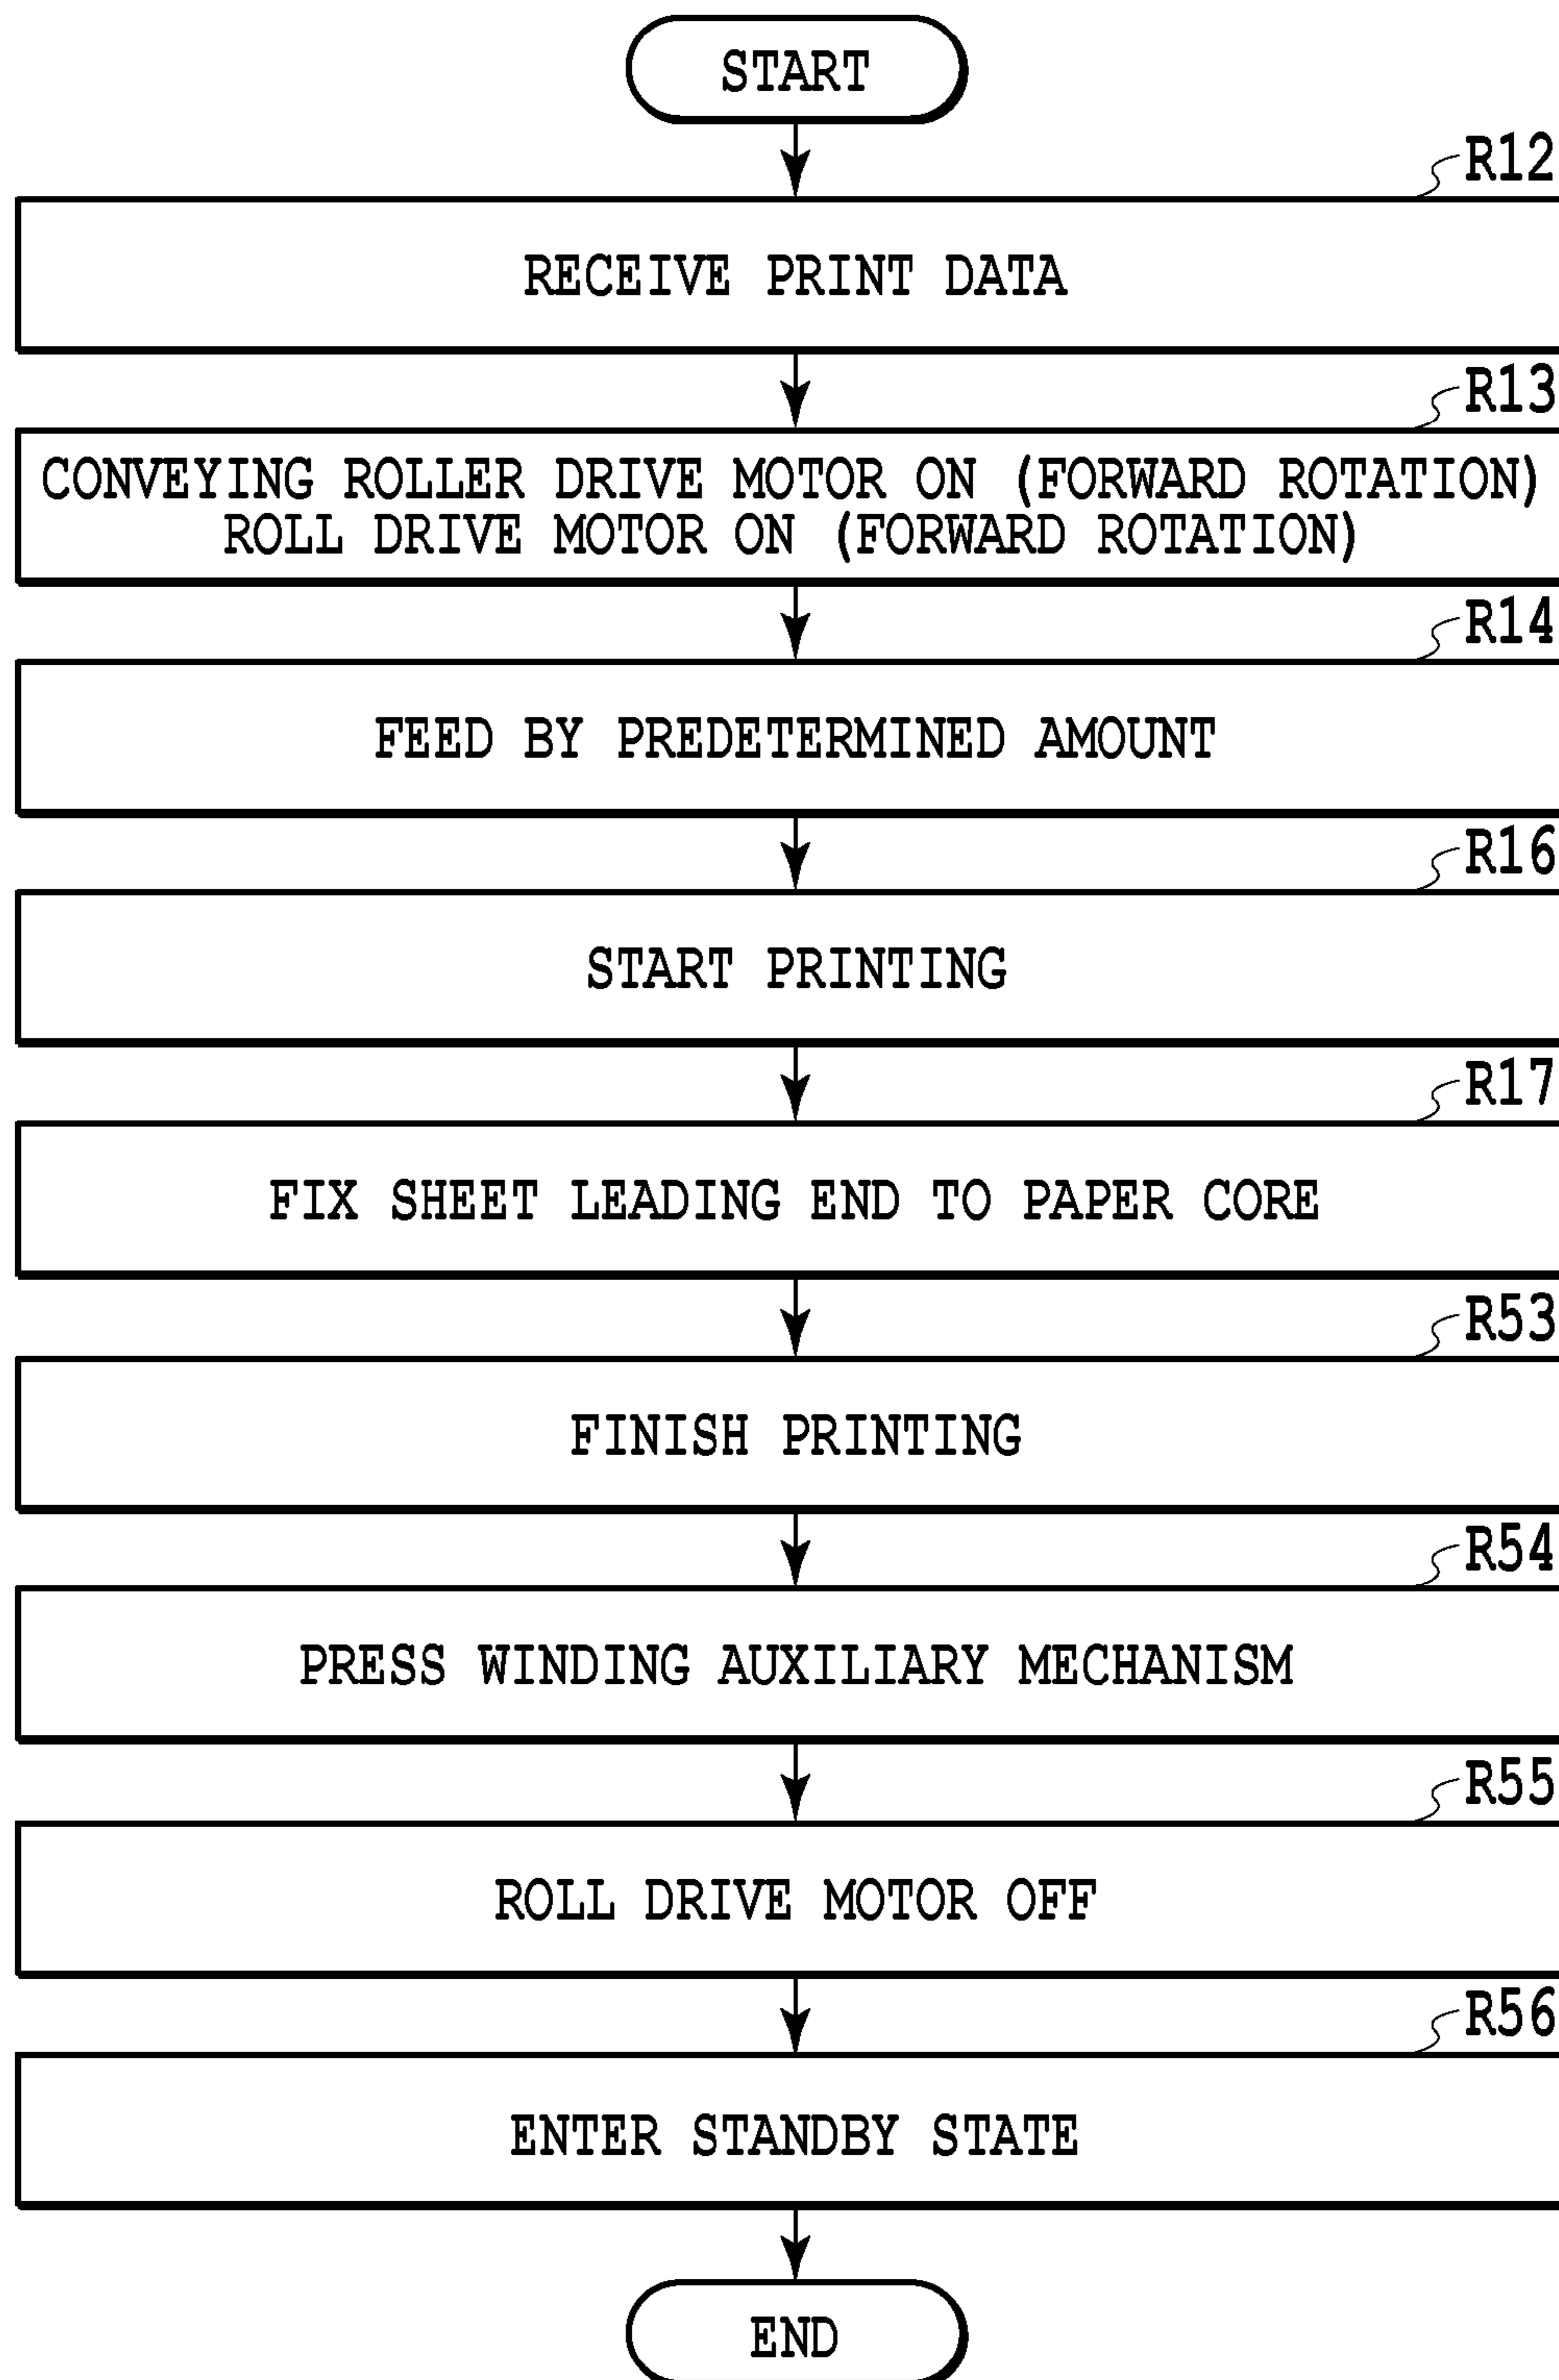 START
R12
RECEIVE PRINT DATA
R13
CONVEYING ROLLER DRIVE MOTOR ON (FORWARD ROTATION)
ROLL DRIVE MOTOR ON (FORWARD ROTATION)
R14
FEED BY PREDETERMINED AMOUNT
R16
START PRINTING
R17
FIX SHEET LEADING END TO PAPER CORE
R53
FINISH PRINTING
R54
PRESS WINDING AUXILIARY MECHANISM
R55
ROLL DRIVE MOTOR OFF
R56
ENTER STANDBY STATE
END